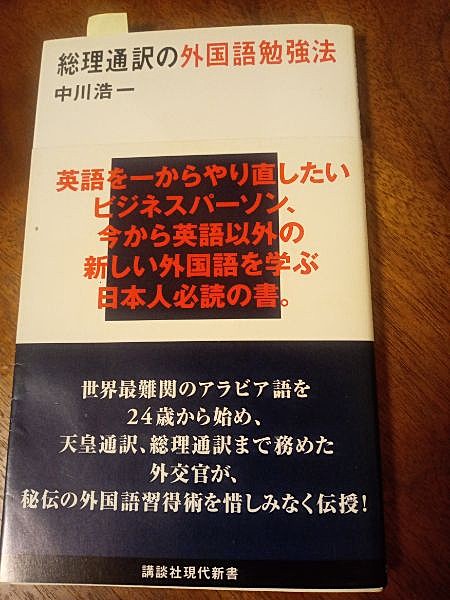 総理通訳の外国語勉強法
中川浩一
英語を一からやり直したい
ビジネスパーソン、
今から英語以外の
新しい外国語を学ぶ
日本人必読の書。
世界最難関のアラビア語を
24歳から始め、
天皇通訳、総理通訳まで務めた
外交官が、
秘伝の外国語習得術を惜しみなく伝授!
講談社現代新書